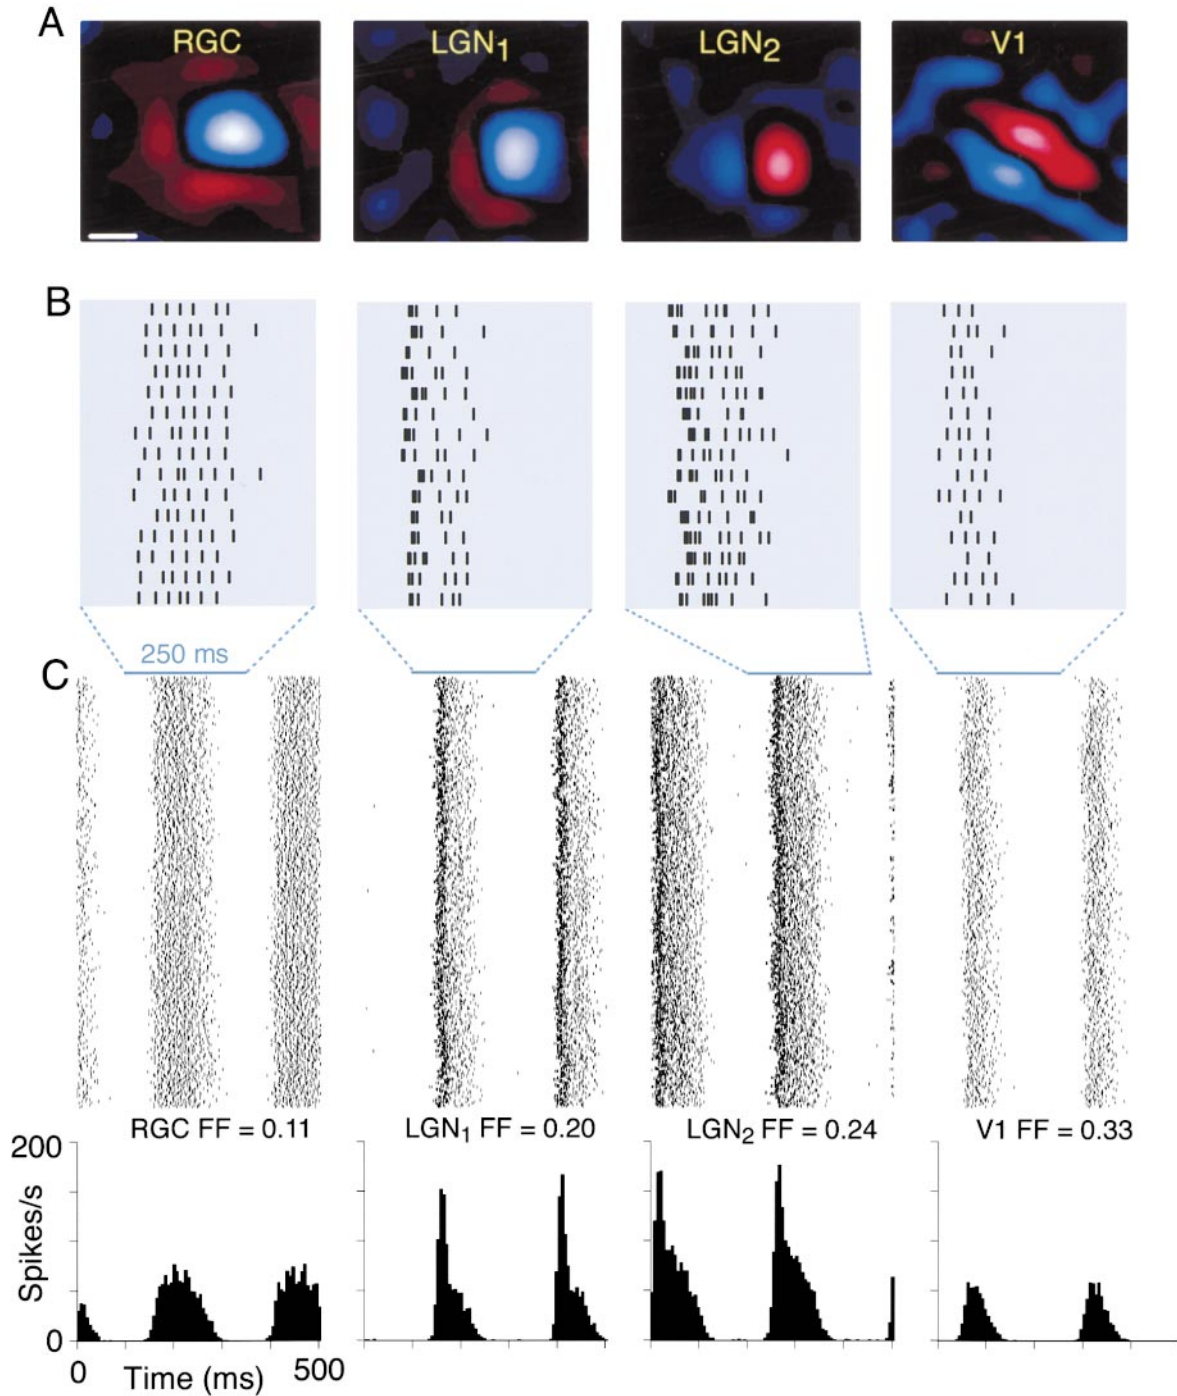 A
RGC
LGN1
LGN2
V1
B
250 ms
C
RGC FF = 0.11
LGN1 FF = 0.20
LGN2 FF = 0.24
V1 FF = 0.33
200
Spikes/s
0
0
500
Time (ms)